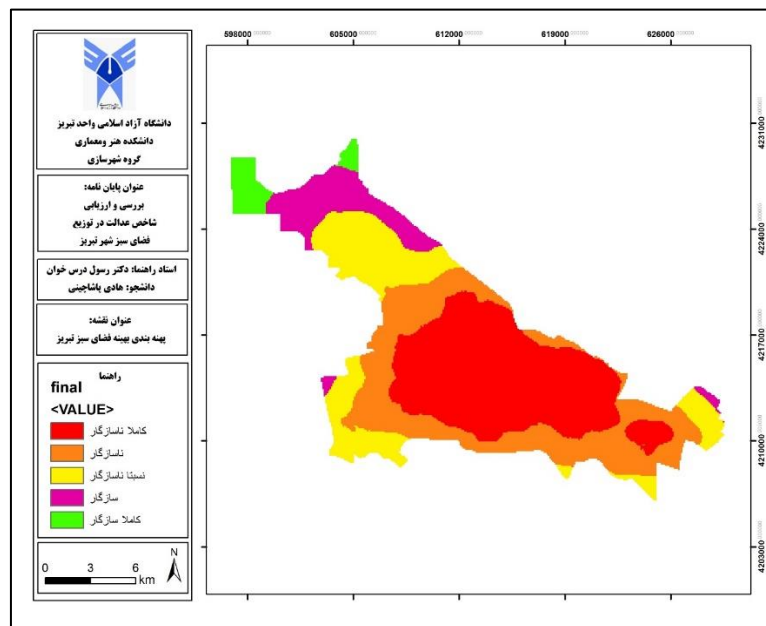 دانشگاه آزاد اسلامی واحد تبریز
دانشکده هنر ومعماری
گروه شهرسازی
عنوان پایان نامه:
بررسی و ارزیابی
شاخص عدالت در توزیع
فضای سبز شهر تبریز
استاد راهنما: دکتر رسول درس خوان
دانشجو: هادی پاشاچینی
عنوان نقشه:
پهنه بندی بهینه فضای سبز تبریز
راهنما
final
<VALUE>
کاملا ناسازگار
ناسازگار
نسبتا ناسازگار
سازگار
کاملا سازگار
N
0 3 6
km
598000 605000 612000 619000 626000
4231000
4224000
4217000
4210000
4203000